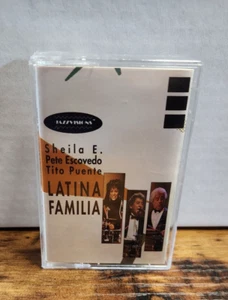 JAZZVISIONS
Sheila E.
Pete Escovedo
Tito Puente
LATINA
FAMILIA